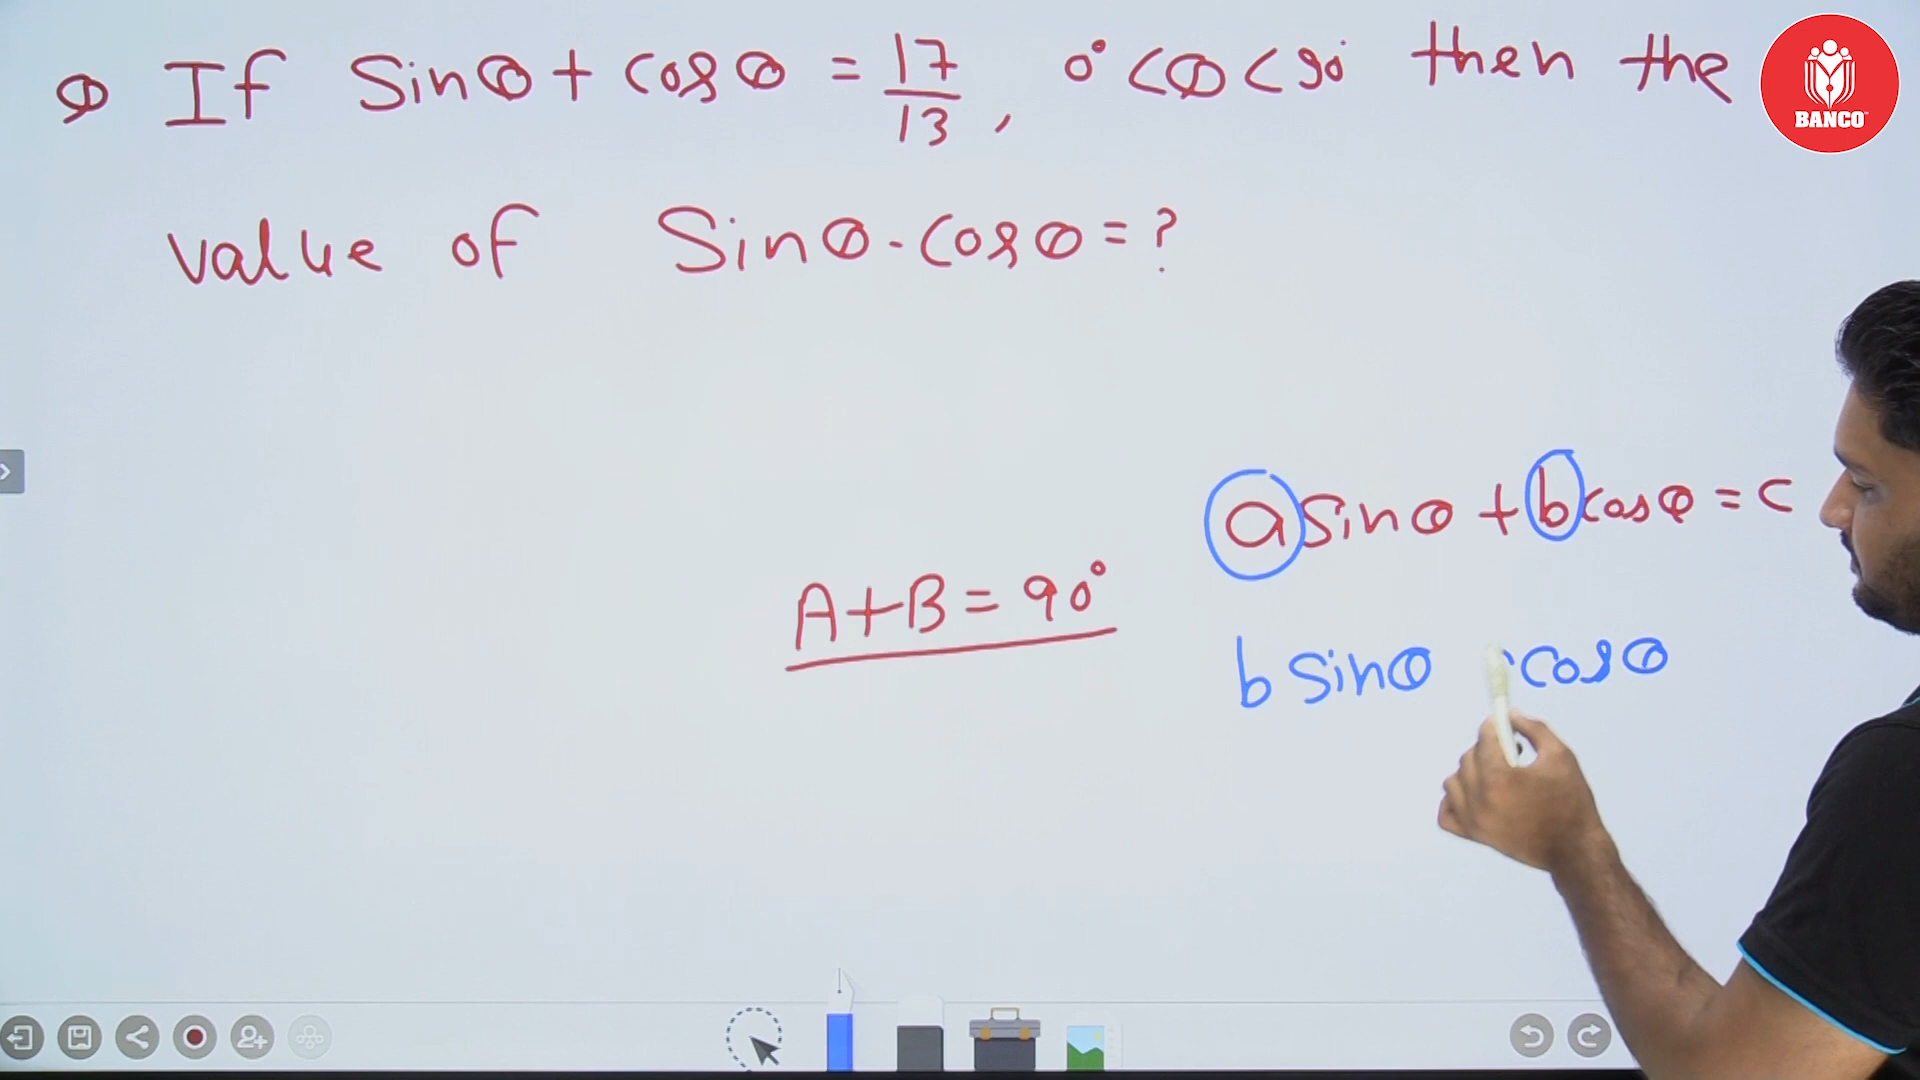 Q If Sinθ + Cosθ = 17/13, 0° < θ < 90° then the
value of Sinθ - Cosθ = ?
BANCO
a Sinθ + b Cosθ = c
A + B = 90°
b Sinθ Cosθ